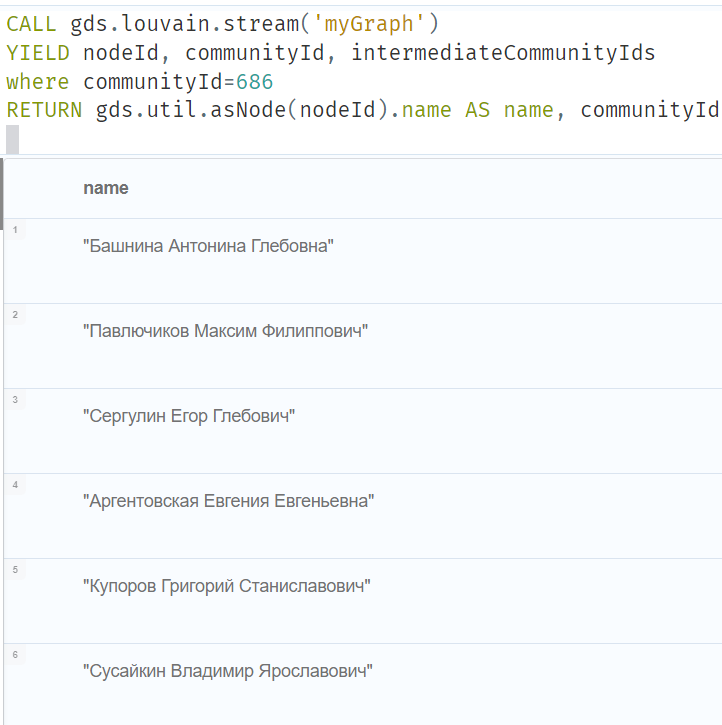 CALL gds.louvain.stream('myGraph')
YIELD nodeId, communityId, intermediateCommunityIds
where communityId=686
RETURN gds.util.asNode(nodeId).name AS name, communityId
name
1
"Башнина Антонина Глебовна"
2
"Павлючиков Максим Филиппович"
3
"Сергулин Егор Глебович"
4
"Аргентовская Евгения Евгеньевна"
5
"Купоров Григорий Станиславович"
6
"Сусайкин Владимир Ярославович"